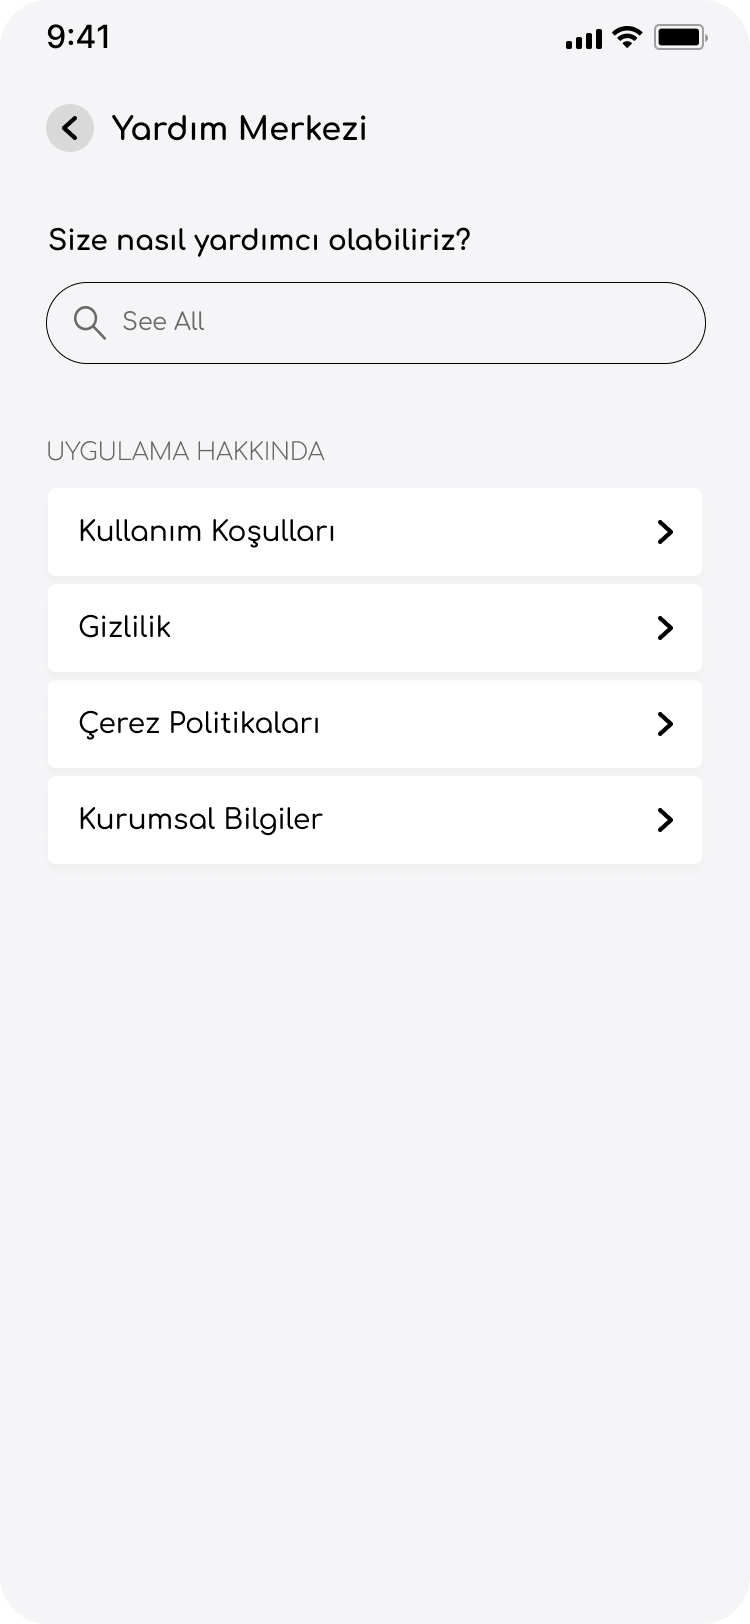 9:41
Yardım Merkezi
Size nasıl yardımcı olabiliriz?
See All
UYGULAMA HAKKINDA
Kullanım Koşulları
Gizlilik
Çerez Politikaları
Kurumsal Bilgiler